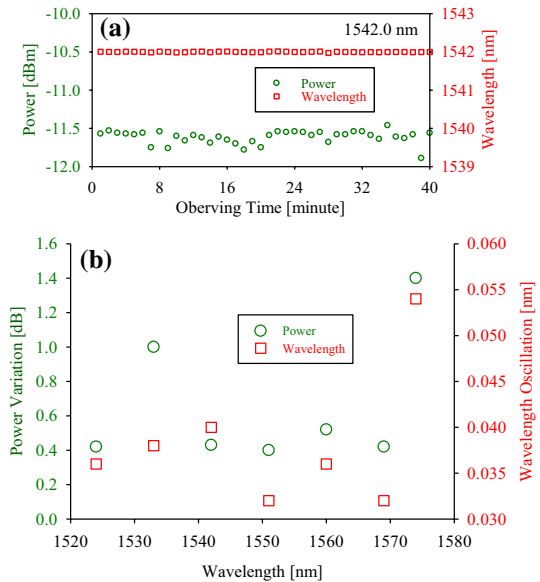 (a)
1542.0 nm
Power [dBm]
-10.0
-10.5
-11.0
-11.5
-12.0
1543
1542
1541
1540
1539
Wavelength [nm]
Power
Wavelength
0 8 16 24 32 40
Oberving Time [minute]
(b)
Power Variation [dB]
1.6
1.4
1.2
1.0
0.8
0.6
0.4
0.2
0.0
0.060
0.055
0.050
0.045
0.040
0.035
0.030
Wavelength Oscillation [nm]
Power
Wavelength
1520 1530 1540 1550 1560 1570 1580
Wavelength [nm]